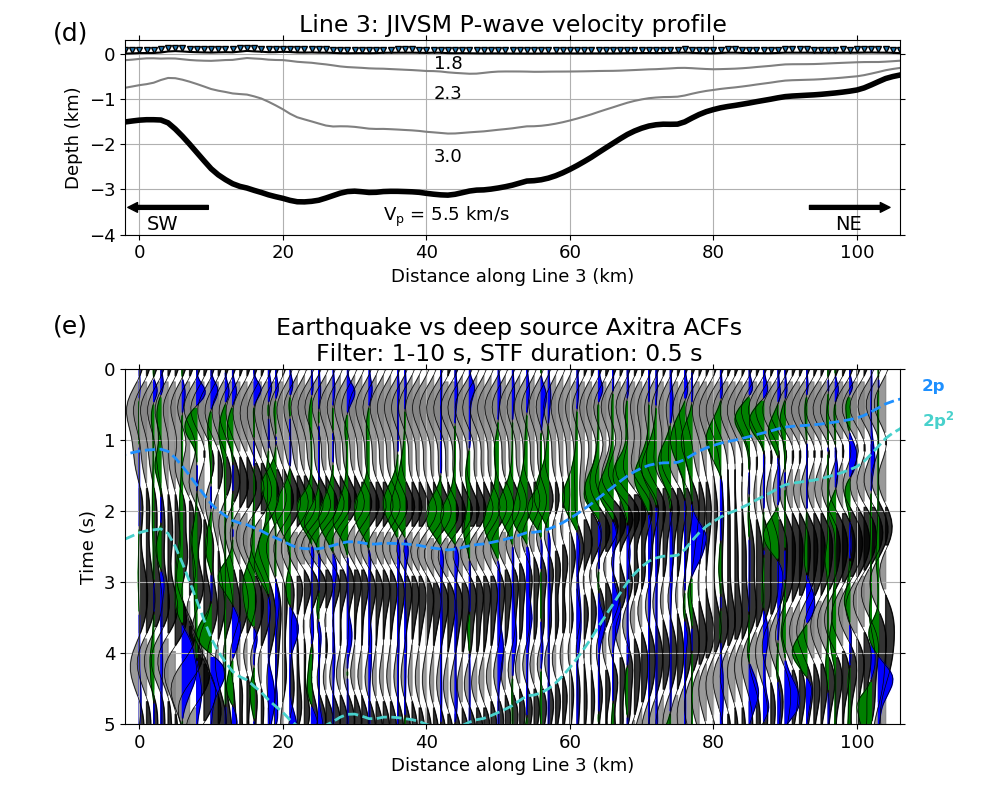 (d)
Line 3: JIVSM P-wave velocity profile
0
−1
−2
−3
−4
Depth (km)
1.8
2.3
3.0
Vp = 5.5 km/s
SW
NE
0 20 40 60 80 100
Distance along Line 3 (km)
(e)
Earthquake vs deep source Axitra ACFs
Filter: 1-10 s, STF duration: 0.5 s
0
1
2
3
4
5
Time (s)
2p
2p²
0 20 40 60 80 100
Distance along Line 3 (km)